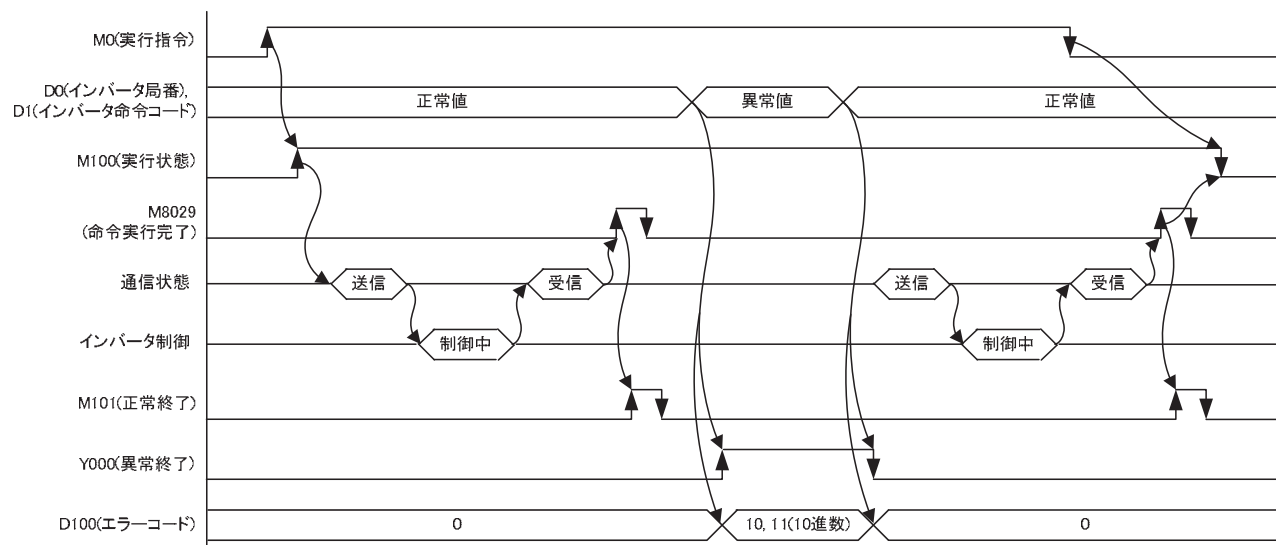 M0(実行指令)
D0(インバータ局番),
D1(インバータ命令コード)
正常値
異常値
正常値
M100(実行状態)
M8029
(命令実行完了)
通信状態
送信
受信
送信
受信
インバータ制御
制御中
制御中
M101(正常終了)
Y000(異常終了)
D100(エラーコード)
0
10, 11(10進数)
0